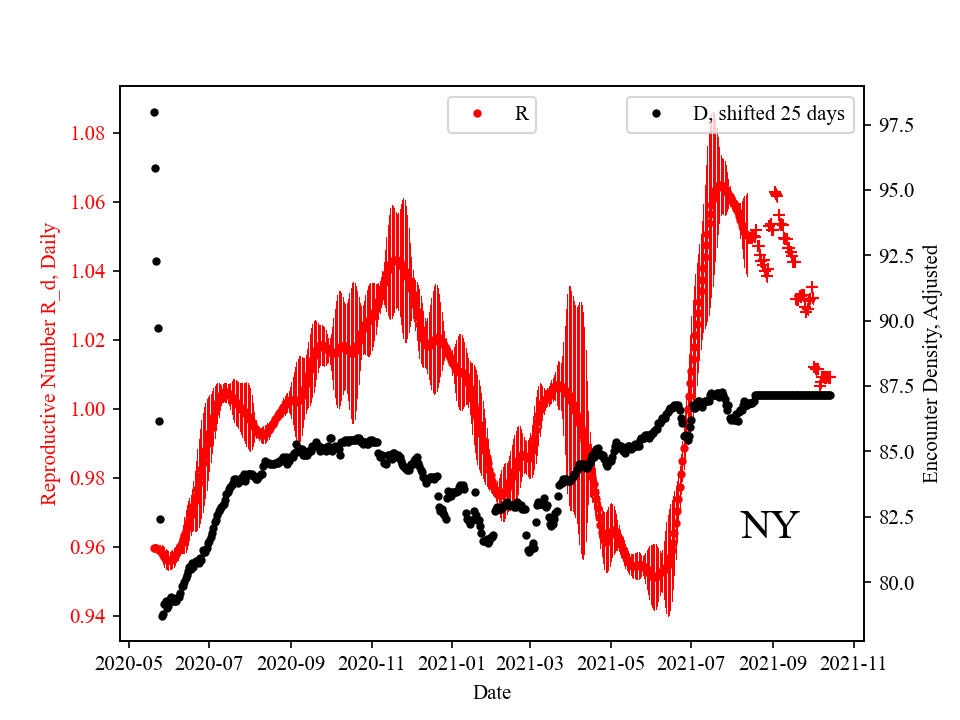 R
D, shifted 25 days
1.08
1.06
1.04
1.02
1.00
0.98
0.96
0.94
Reproductive Number R_d, Daily
97.5
95.0
92.5
90.0
87.5
85.0
82.5
80.0
Encounter Density, Adjusted
NY
2020-05 2020-07 2020-09 2020-11 2021-01 2021-03 2021-05 2021-07 2021-09 2021-11
Date